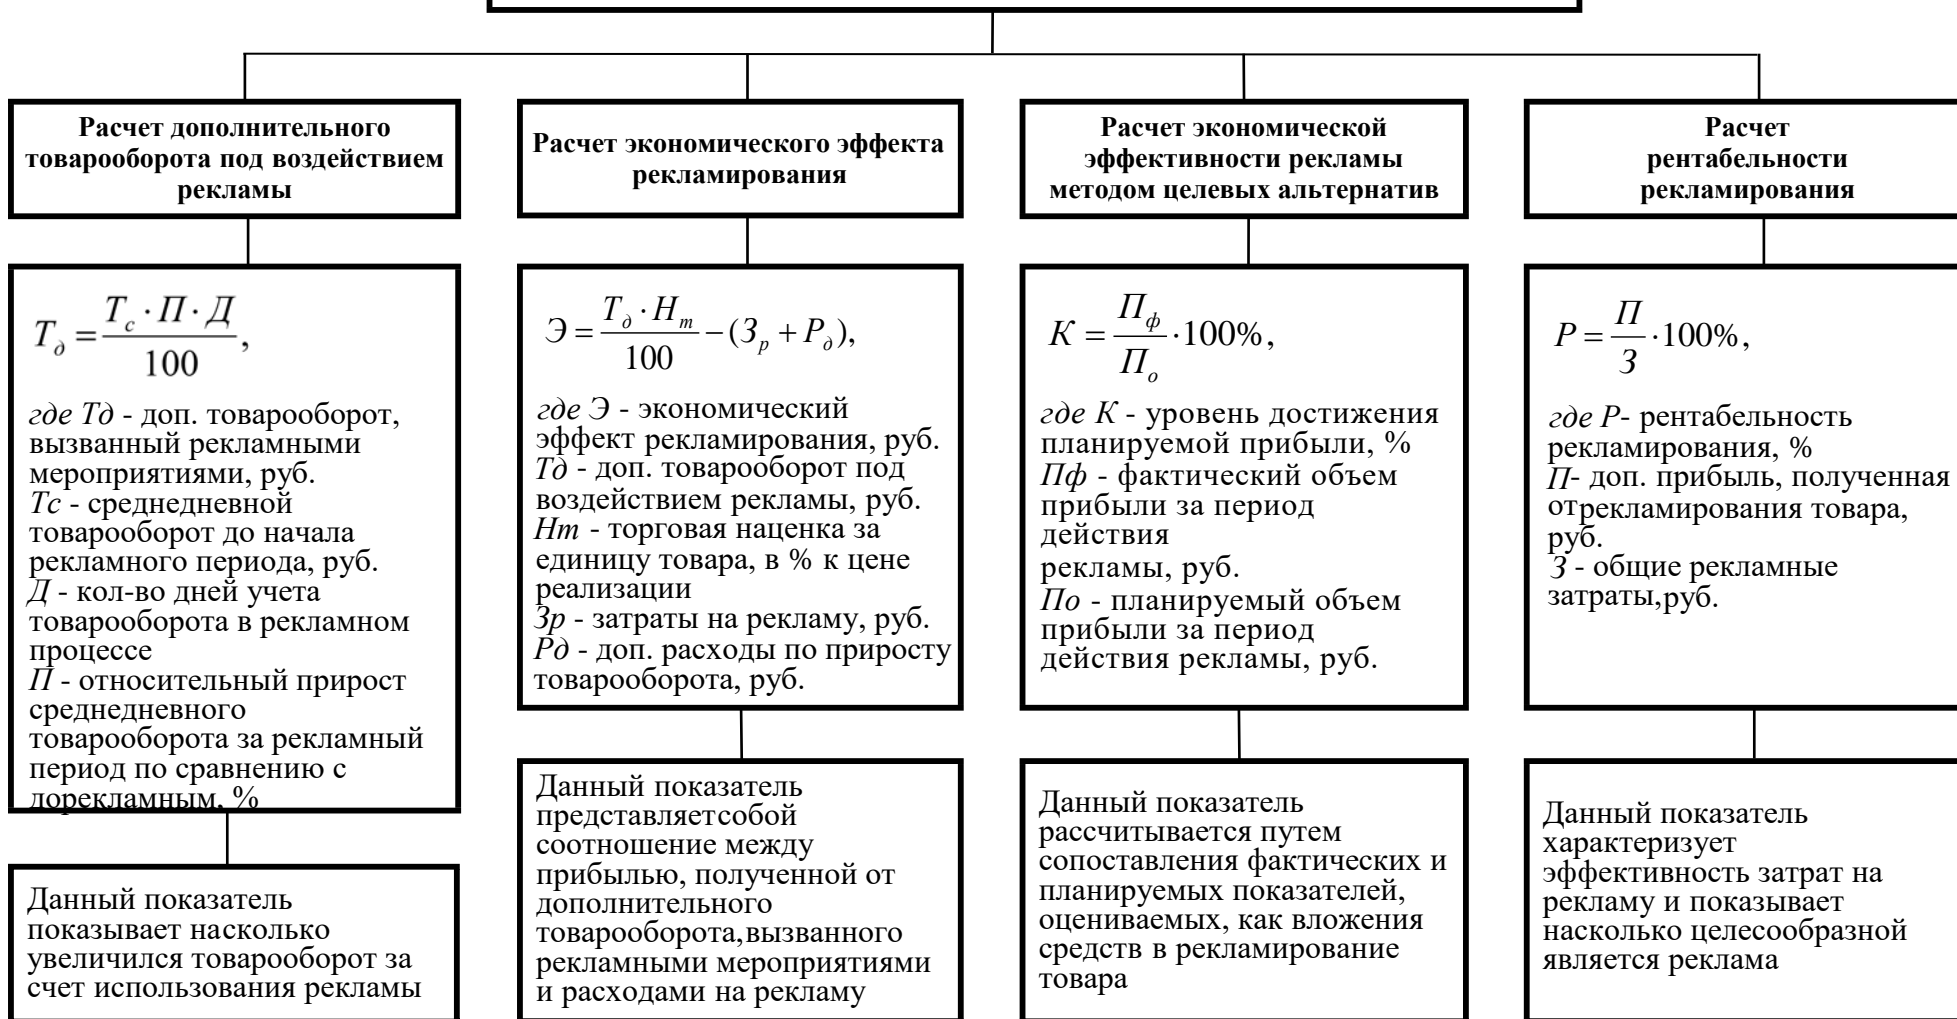 Расчет дополнительного
товарооборота под воздействием
рекламы
T_д = T_c · П · Д / 100,
где Тд - доп. товарооборот,
вызванный рекламными
мероприятиями, руб.
Тс - среднедневной
товарооборот до начала
рекламного периода, руб.
Д - кол-во дней учета
товарооборота в рекламном
процессе
П - относительный прирост
среднедневного
товарооборота за рекламный
период по сравнению с
дорекламным, %
Данный показатель
показывает насколько
увеличился товарооборот за
счет использования рекламы
Расчет экономического эффекта
рекламирования
Э = T_д · H_т / 100 − (З_р + Р_д),
где Э - экономический
эффект рекламирования, руб.
Тд - доп. товарооборот под
воздействием рекламы, руб.
Нт - торговая наценка за
единицу товара, в % к цене
реализации
Зр - затраты на рекламу, руб.
Рд - доп. расходы по приросту
товарооборота, руб.
Данный показатель
представляетсобой
соотношение между
прибылью, полученной от
дополнительного
товарооборота,вызванного
рекламными мероприятиями
и расходами на рекламу
Расчет экономической
эффективности рекламы
методом целевых альтернатив
К = П_ф / П_о · 100%,
где К - уровень достижения
планируемой прибыли, %
Пф - фактический объем
прибыли за период
действия
рекламы, руб.
По - планируемый объем
прибыли за период
действия рекламы, руб.
Данный показатель
рассчитывается путем
сопоставления фактических и
планируемых показателей,
оцениваемых, как вложения
средств в рекламирование
товара
Расчет
рентабельности
рекламирования
Р = П / З · 100%,
где Р- рентабельность
рекламирования, %
П- доп. прибыль, полученная
отрекламирования товара,
руб.
З - общие рекламные
затраты,руб.
Данный показатель
характеризует
эффективность затрат на
рекламу и показывает
насколько целесообразной
является реклама